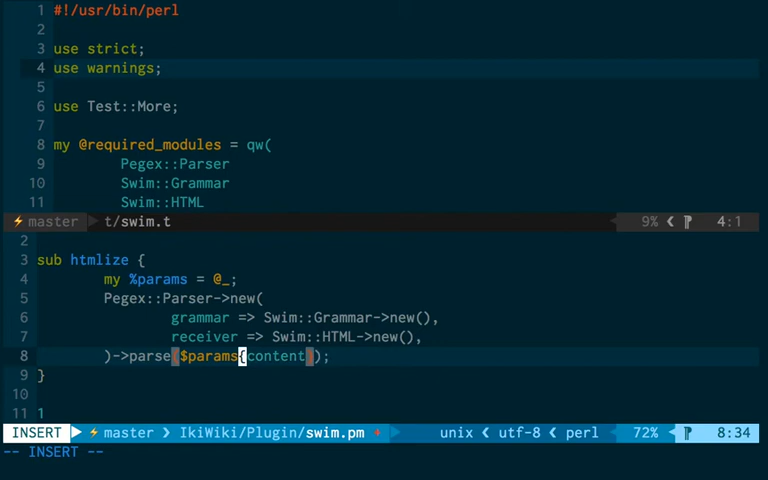 1 #!/usr/bin/perl
2
3 use strict;
4 use warnings;
5
6 use Test::More;
7
8 my @required_modules = qw(
9         Pegex::Parser
10         Swim::Grammar
11         Swim::HTML
⚡ master t/swim.t 9% ❮ ¶ 4:1
2
3 sub htmlize {
4         my %params = @_;
5         Pegex::Parser->new(
6                 grammar => Swim::Grammar->new(),
7                 receiver => Swim::HTML->new(),
8         )->parse($params{content});
9 }
10
11 1
INSERT ⚡ master ❯ IkiWiki/Plugin/swim.pm + unix ❮ utf-8 ❮ perl 72% ¶ 8:34
-- INSERT --